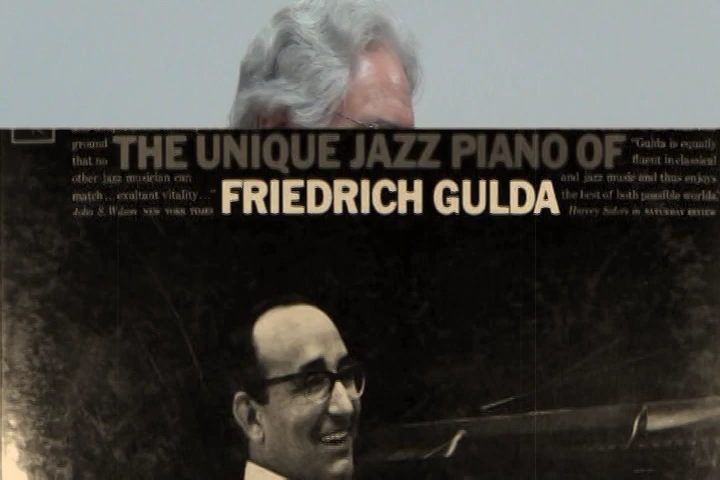 THE UNIQUE JAZZ PIANO OF
FRIEDRICH GULDA
ground
that no
other jazz musician can
match... exultant vitality..."
John S. Wilson NEW YORK TIMES
"Gulda is equally
fluent in classical
and jazz music and thus enjoys
the best of both possible worlds.
in SATURDAY REVIEW